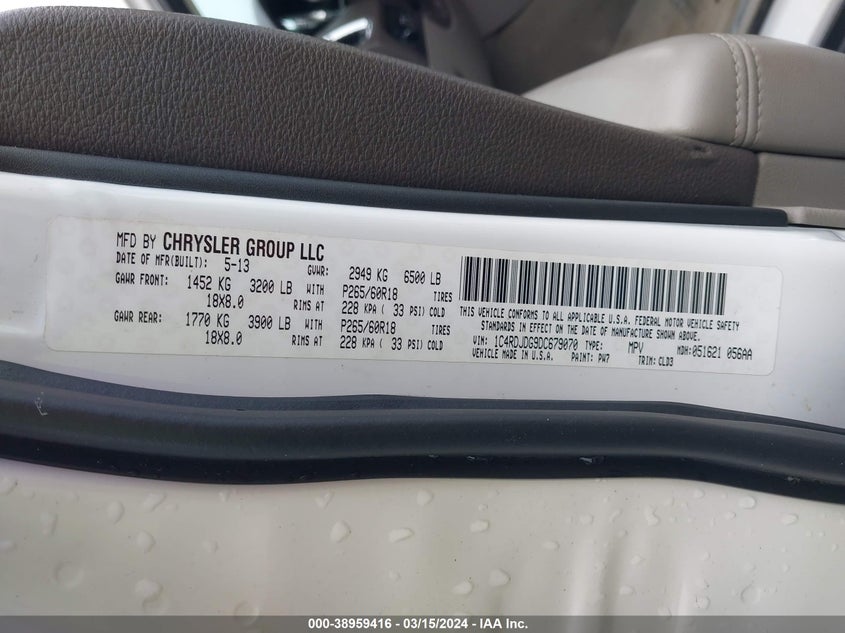 MFD BY CHRYSLER GROUP LLC
DATE OF MFR(BUILT): 5-13 GVWR: 2949 KG 6500 LB
GAWR FRONT: 1452 KG 3200 LB WITH P265/60R18 TIRES
18X8.0 RIMS AT 228 KPA ( 33 PSI) COLD
GAWR REAR: 1770 KG 3900 LB WITH P265/60R18 TIRES
18X8.0 RIMS AT 228 KPA ( 33 PSI) COLD
THIS VEHICLE CONFORMS TO ALL APPLICABLE U.S.A. FEDERAL MOTOR VEHICLE SAFETY
STANDARDS IN EFFECT ON THE DATE OF MANUFACTURE SHOWN ABOVE.
VIN: 1C4RDJDG9DC679070 TYPE: MPV MDH:051621 056AA
VEHICLE MADE IN U.S.A. PAINT: PW7 TRIM: CLD3
000-38959416 - 03/15/2024 - IAA Inc.